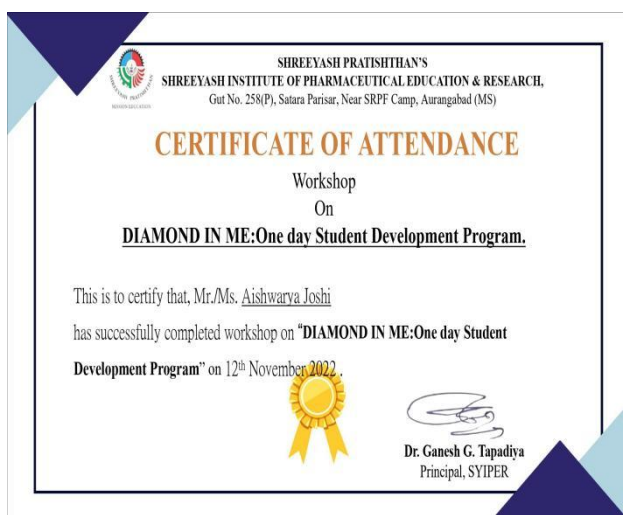 SHREEYASH PRATISHTHAN'S
SHREEYASH INSTITUTE OF PHARMACEUTICAL EDUCATION & RESEARCH,
Gut No. 258(P), Satara Parisar, Near SRPF Camp, Aurangabad (MS)
CERTIFICATE OF ATTENDANCE
Workshop
On
DIAMOND IN ME:One day Student Development Program.
This is to certify that, Mr./Ms. Aishwarya Joshi
has successfully completed workshop on “DIAMOND IN ME:One day Student
Development Program” on 12th November 2022 .
Dr. Ganesh G. Tapadiya
Principal, SYIPER